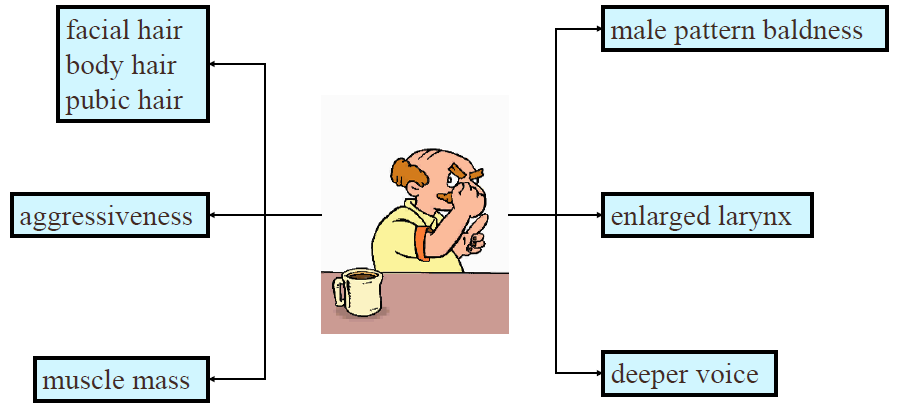 facial hair
body hair
pubic hair
aggressiveness
muscle mass
male pattern baldness
enlarged larynx
deeper voice